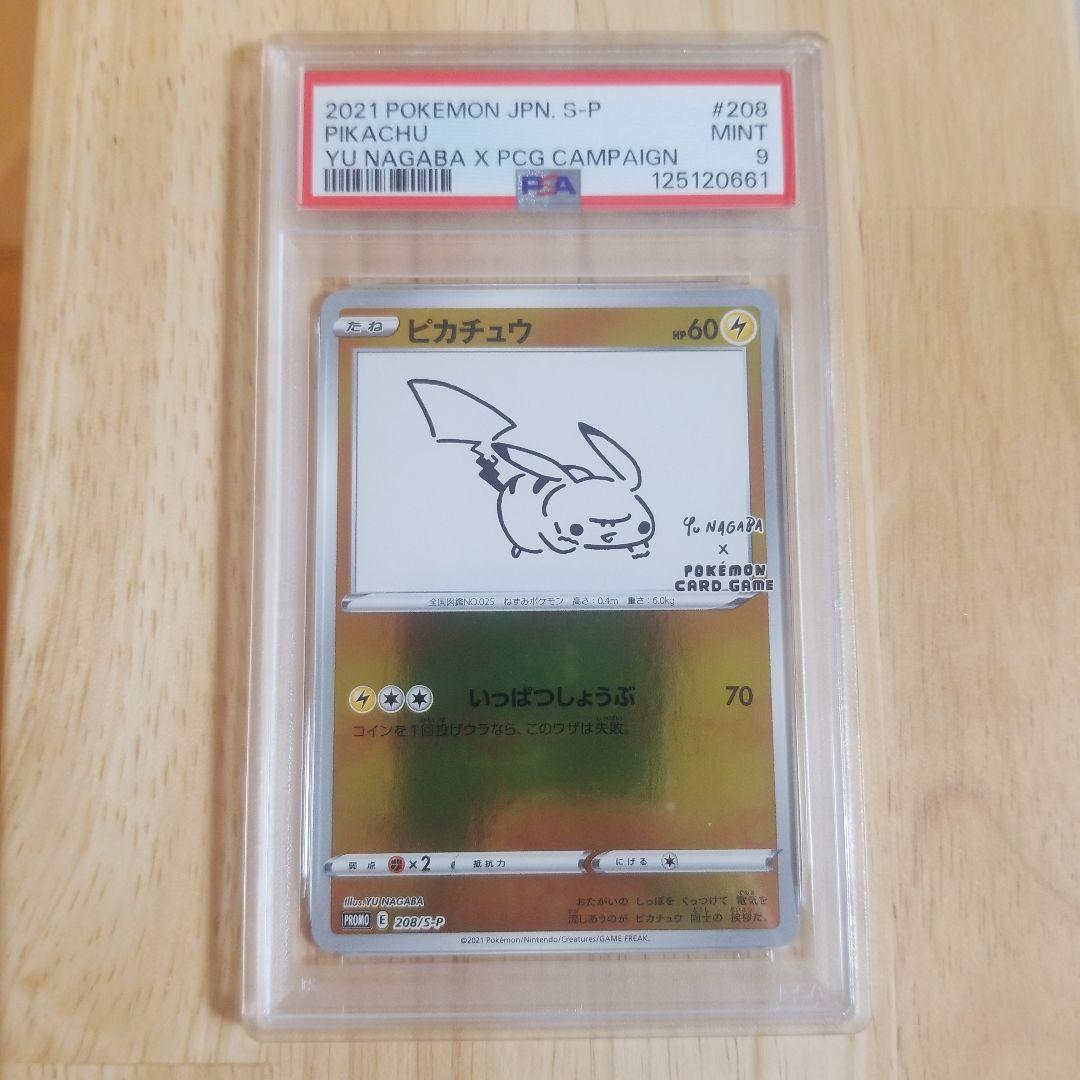 2021 POKEMON JPN. S-P #208
PIKACHU MINT
YU NAGABA X PCG CAMPAIGN 9
PSA 125120661
たね ピカチュウ HP60
YU NAGABA
X
POKÉMON
CARD GAME
全国図鑑NO.025 ねずみポケモン 高さ:0.4m 重さ:6.0kg
いっぱつしょうぶ 70
コインを1回投げウラなら、このワザは失敗。
弱点 ×2 抵抗力 にげる
Illus. YU NAGABA
おたがいの しっぽを くっつけて 電気を
流しあうのが ピカチュウ 同士の 挨拶だ。
PROMO E 208/S-P
©2021 Pokémon/Nintendo/Creatures/GAME FREAK.